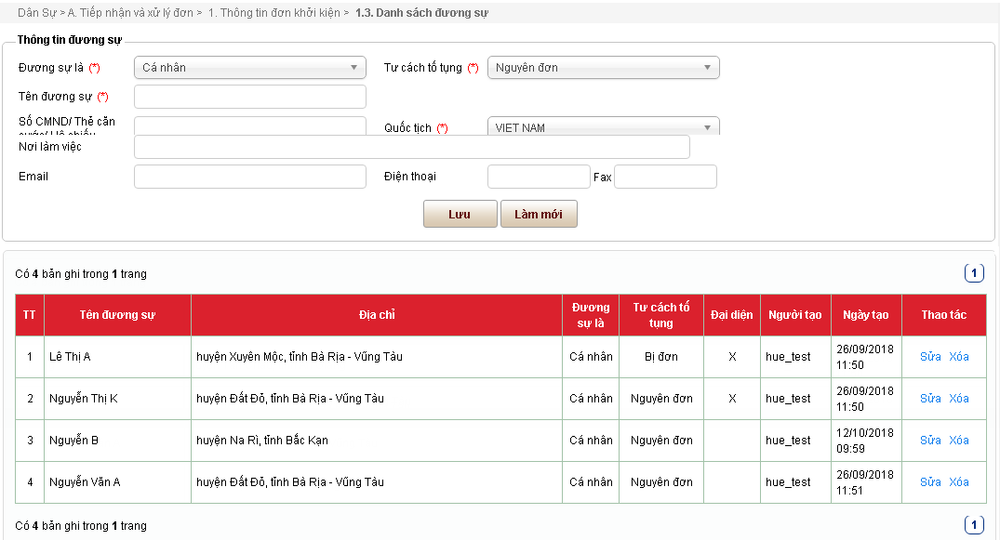 Dân Sự > A. Tiếp nhận và xử lý đơn > 1. Thông tin đơn khởi kiện > 1.3. Danh sách đương sự
Thông tin đương sự
Đương sự là (*) Cá nhân Tư cách tố tụng (*) Nguyên đơn
Tên đương sự (*)
Số CMND/ Thẻ căn
cước/ Hộ chiếu Quốc tịch (*) VIET NAM
Nơi làm việc
Email Điện thoại Fax
Lưu Làm mới
Có 4 bản ghi trong 1 trang 1
TT Tên đương sự Địa chỉ Đương sự là Tư cách tố tụng Đại diện Người tạo Ngày tạo Thao tác
1 Lê Thị A huyện Xuyên Mộc, tỉnh Bà Rịa - Vũng Tàu Cá nhân Bị đơn X hue_test 26/09/2018 11:50 Sửa Xóa
2 Nguyễn Thị K huyện Đất Đỏ, tỉnh Bà Rịa - Vũng Tàu Cá nhân Nguyên đơn X hue_test 26/09/2018 11:50 Sửa Xóa
3 Nguyễn B huyện Na Rì, tỉnh Bắc Kạn Cá nhân Nguyên đơn hue_test 12/10/2018 09:59 Sửa Xóa
4 Nguyễn Văn A huyện Đất Đỏ, tỉnh Bà Rịa - Vũng Tàu Cá nhân Nguyên đơn hue_test 26/09/2018 11:51 Sửa Xóa
Có 4 bản ghi trong 1 trang 1